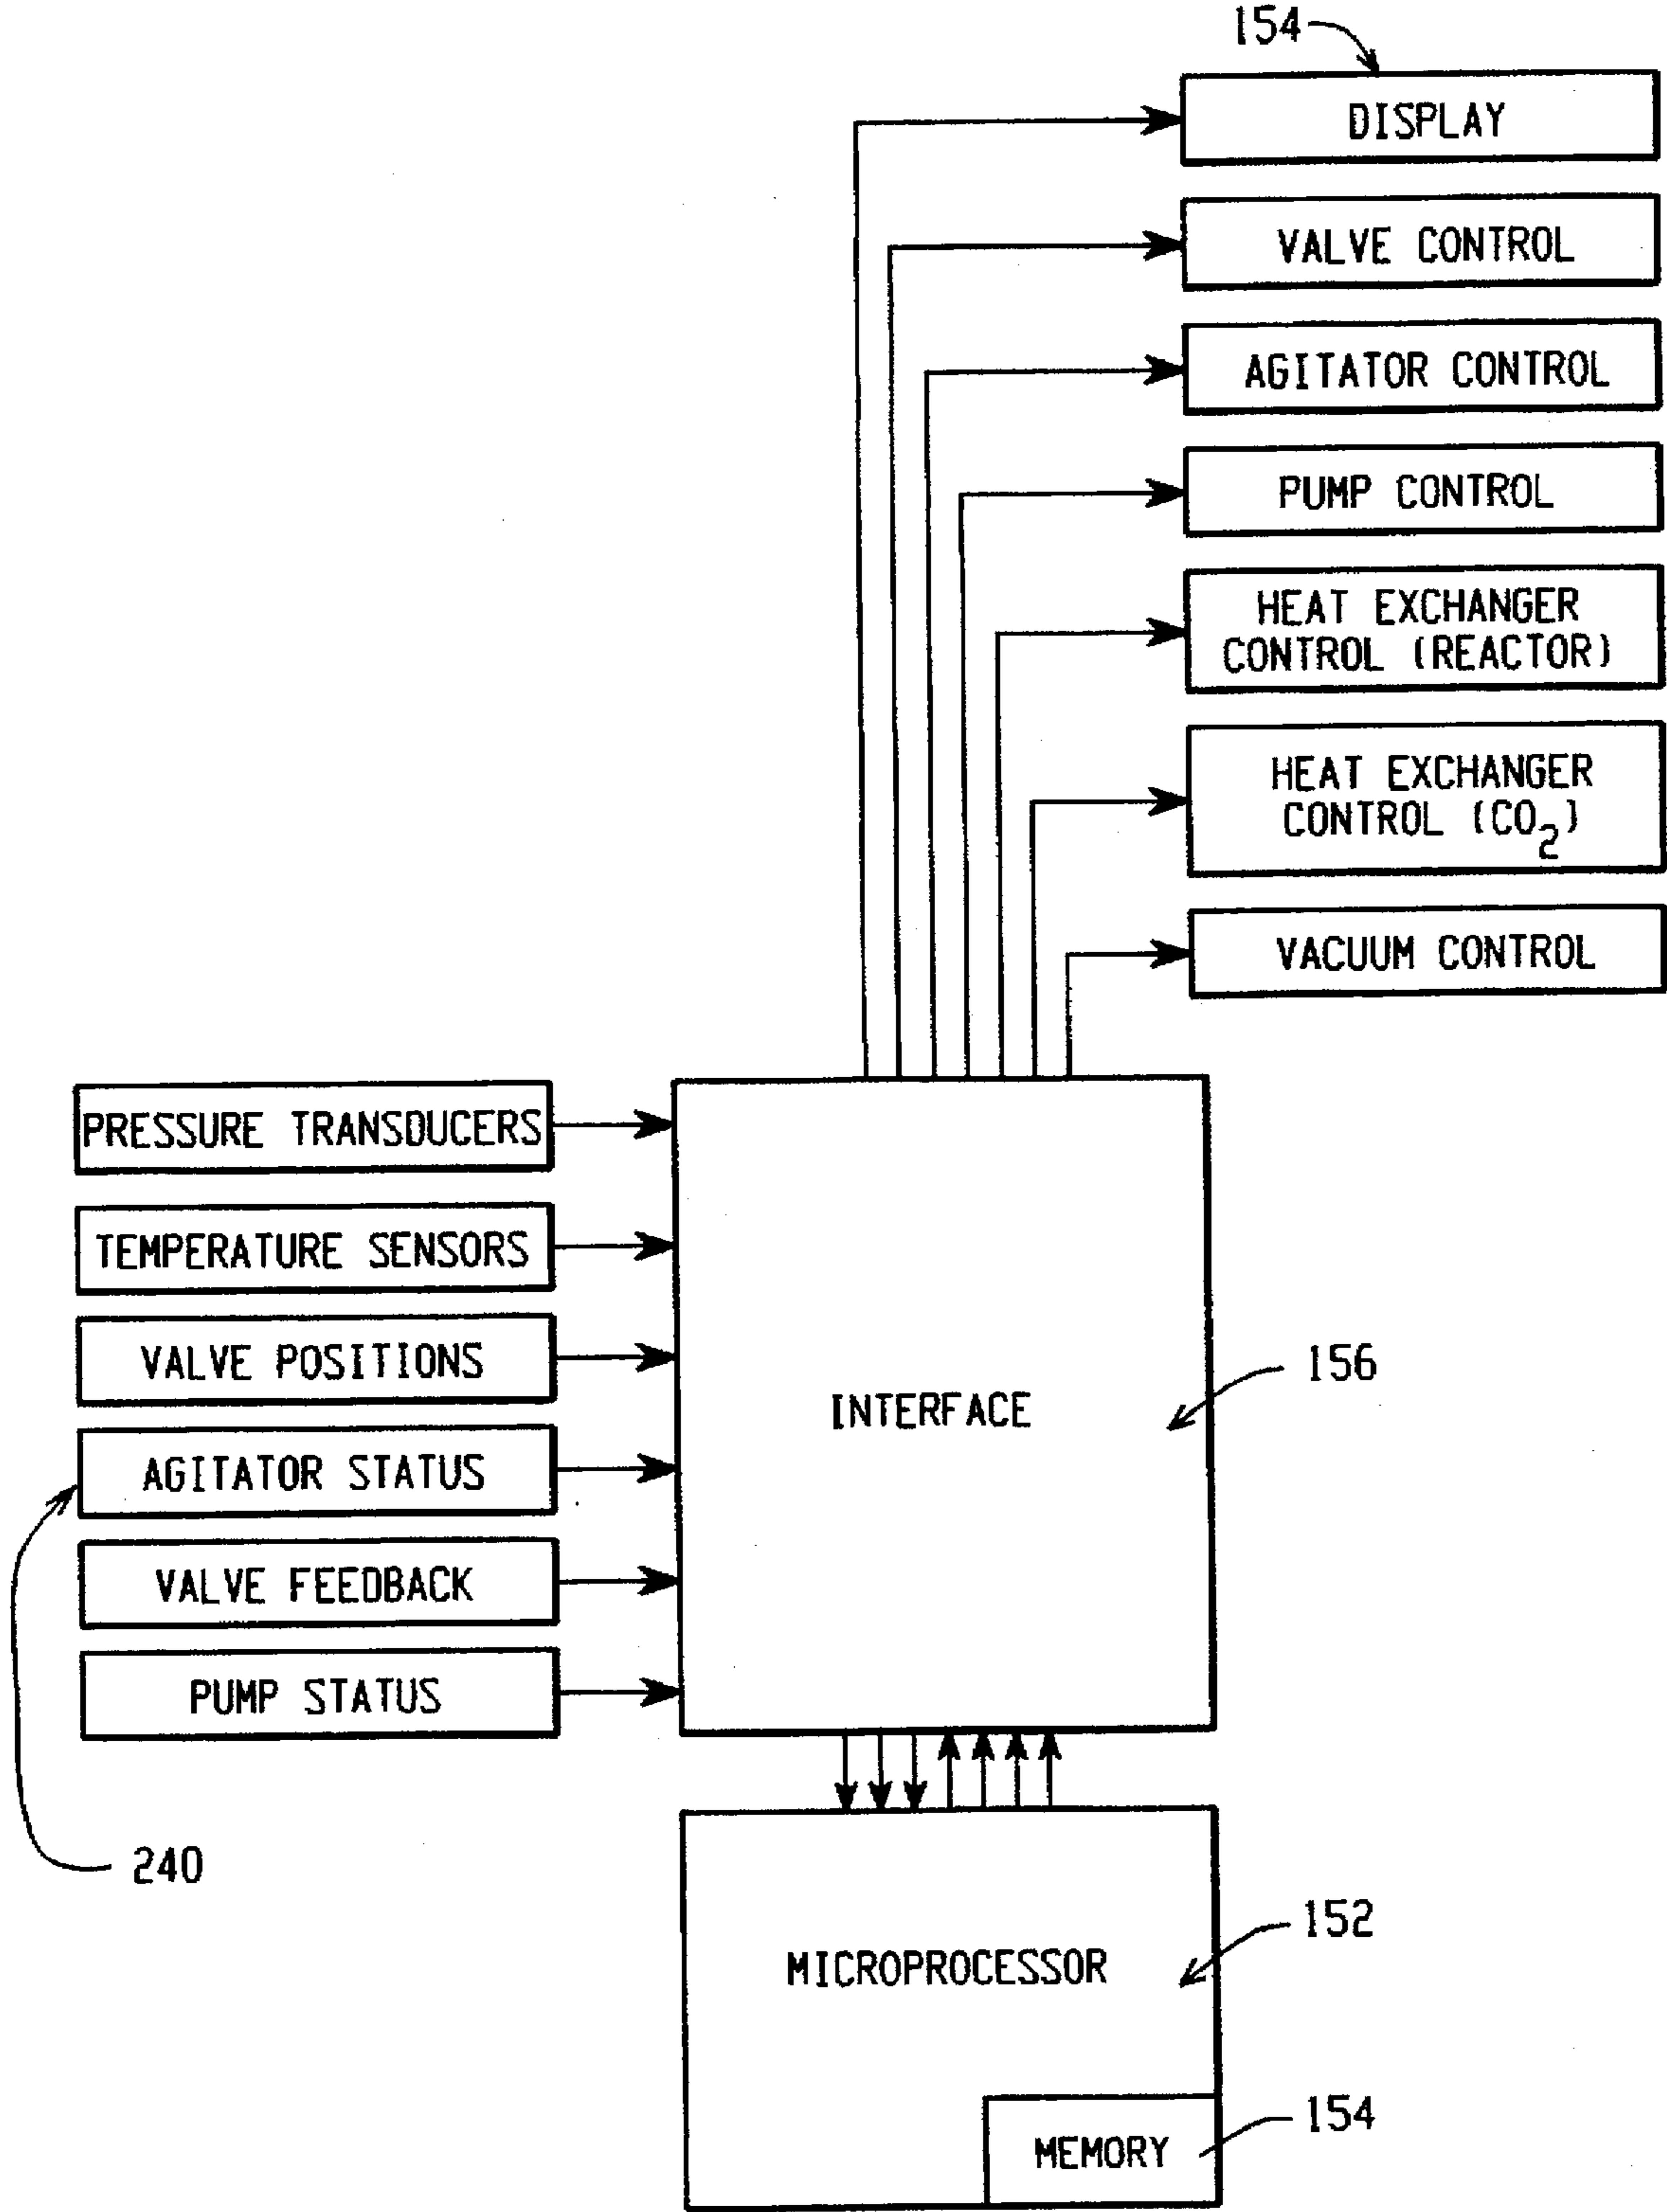 154
DISPLAY
VALVE CONTROL
AGITATOR CONTROL
PUMP CONTROL
HEAT EXCHANGER
CONTROL (REACTOR)
HEAT EXCHANGER
CONTROL (CO₂)
VACUUM CONTROL
PRESSURE TRANSDUCERS
TEMPERATURE SENSORS
VALVE POSITIONS
AGITATOR STATUS
VALVE FEEDBACK
PUMP STATUS
240
INTERFACE
156
MICROPROCESSOR
152
MEMORY
154